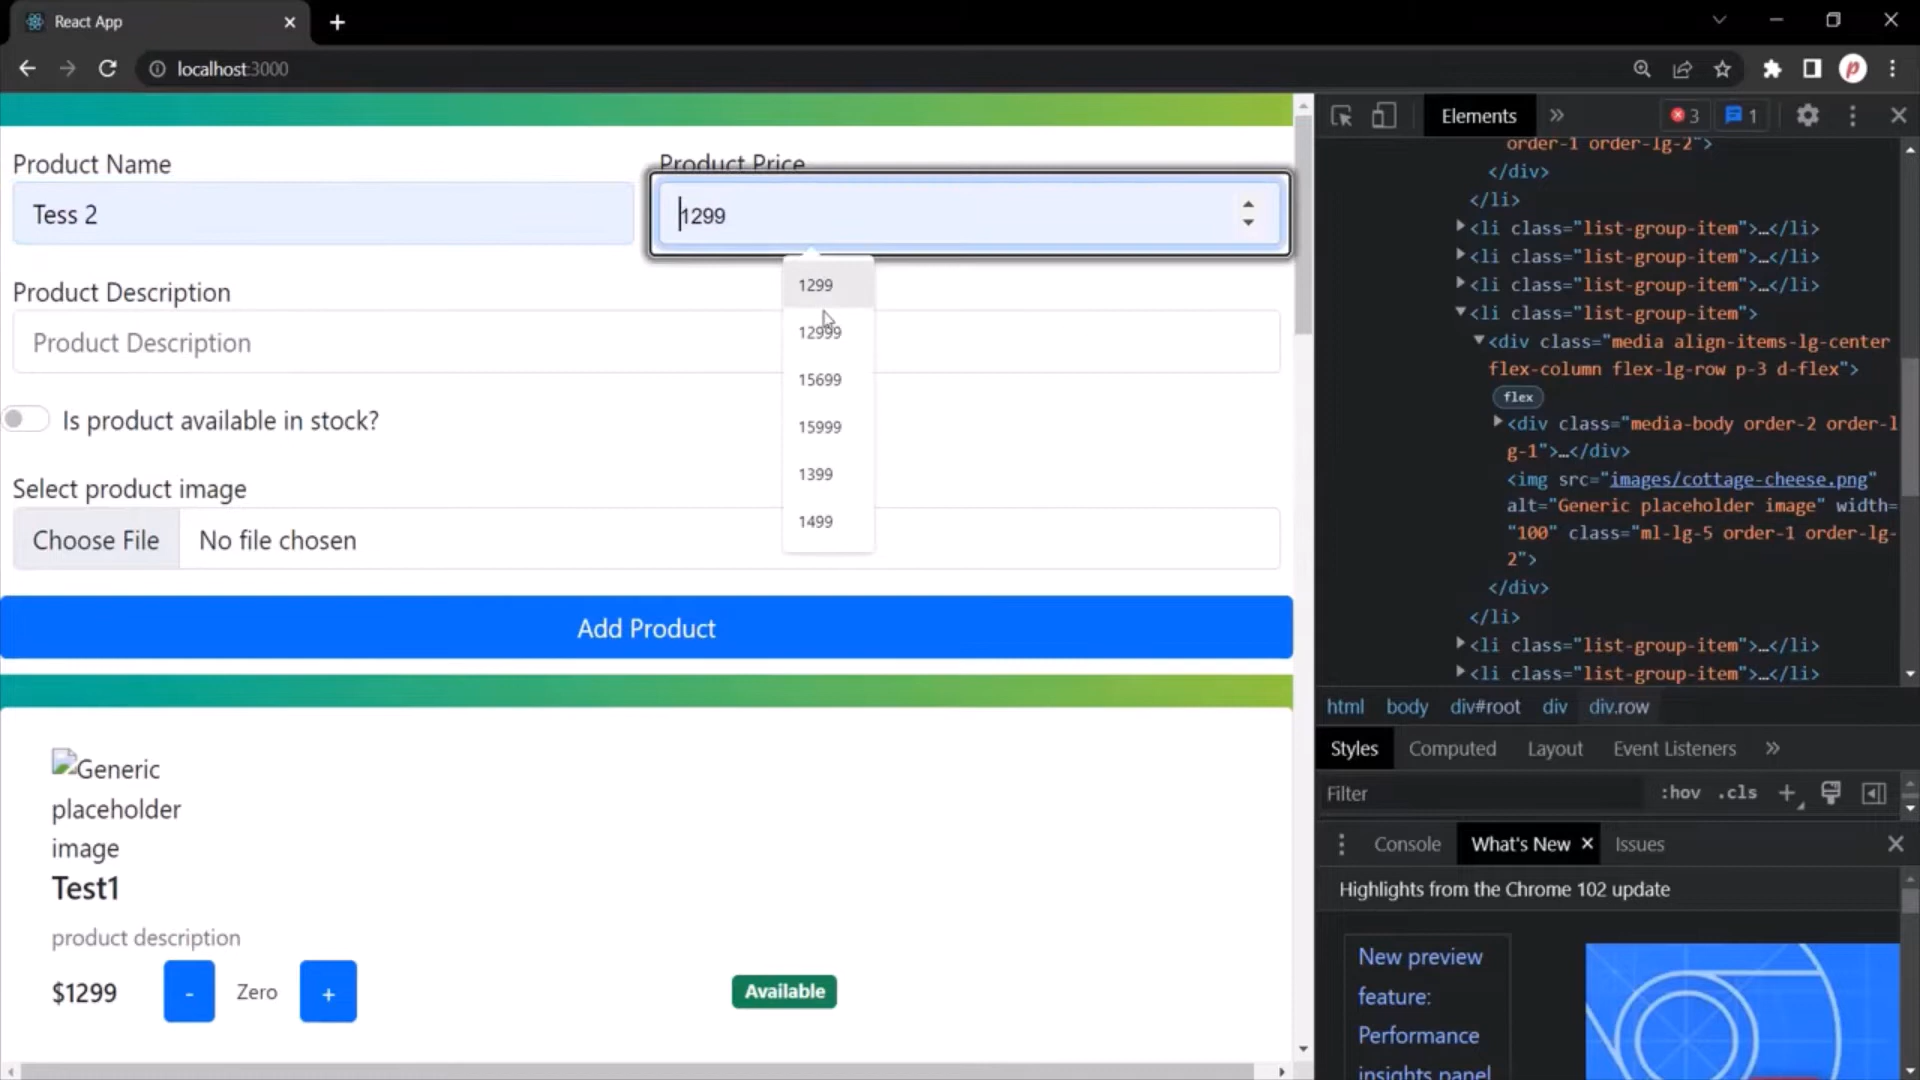 React App
localhost:3000
Product Name
Product Price
Tess 2
1299
1299
12999
15699
15999
1399
1499
Product Description
Product Description
Is product available in stock?
Select product image
Choose File
No file chosen
Add Product
Generic
placeholder
image
Test1
product description
$1299
-
Zero
+
Available
Elements
3
1
order-1 order-lg-2">
</div>
</li>
<li class="list-group-item">…</li>
<li class="list-group-item">…</li>
<li class="list-group-item">…</li>
<li class="list-group-item">
<div class="media align-items-lg-center
flex-column flex-lg-row p-3 d-flex">
flex
<div class="media-body order-2 order-l
g-1">…</div>
<img src="images/cottage-cheese.png"
alt="Generic placeholder image" width=
"100" class="ml-lg-5 order-1 order-lg-
2">
</div>
</li>
<li class="list-group-item">…</li>
<li class="list-group-item">…</li>
html body div#root div div.row
Styles Computed Layout Event Listeners
Filter
:hov .cls
Console
What's New
Issues
Highlights from the Chrome 102 update
New preview
feature:
Performance
insights panel